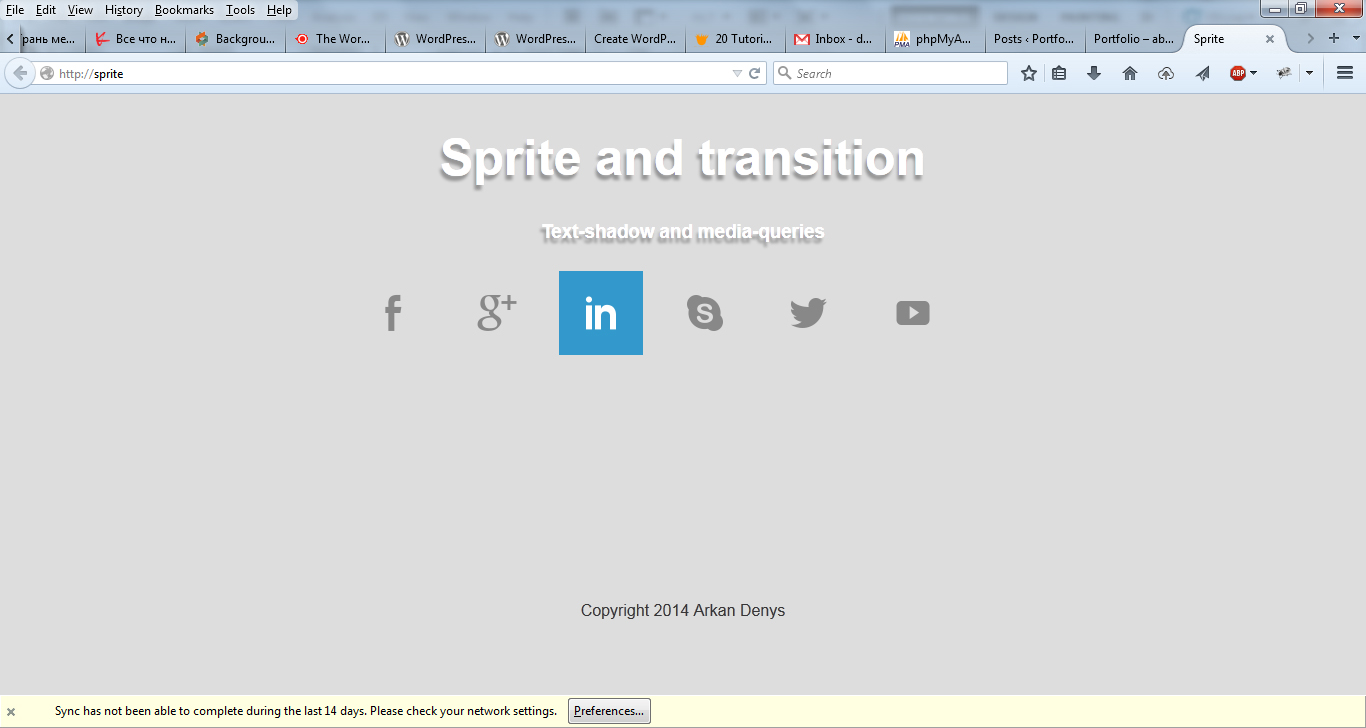 File Edit View History Bookmarks Tools Help
рань ме... Все что н... Backgrou... The Wor... WordPres... WordPres... Create WordP... 20 Tutori... Inbox - d... PMA phpMyA... Posts ‹ Portfo... Portfolio – ab... Sprite
http://sprite Search ABP
Sprite and transition
Text-shadow and media-queries
f g+ in S
Copyright 2014 Arkan Denys
Sync has not been able to complete during the last 14 days. Please check your network settings. Preferences...